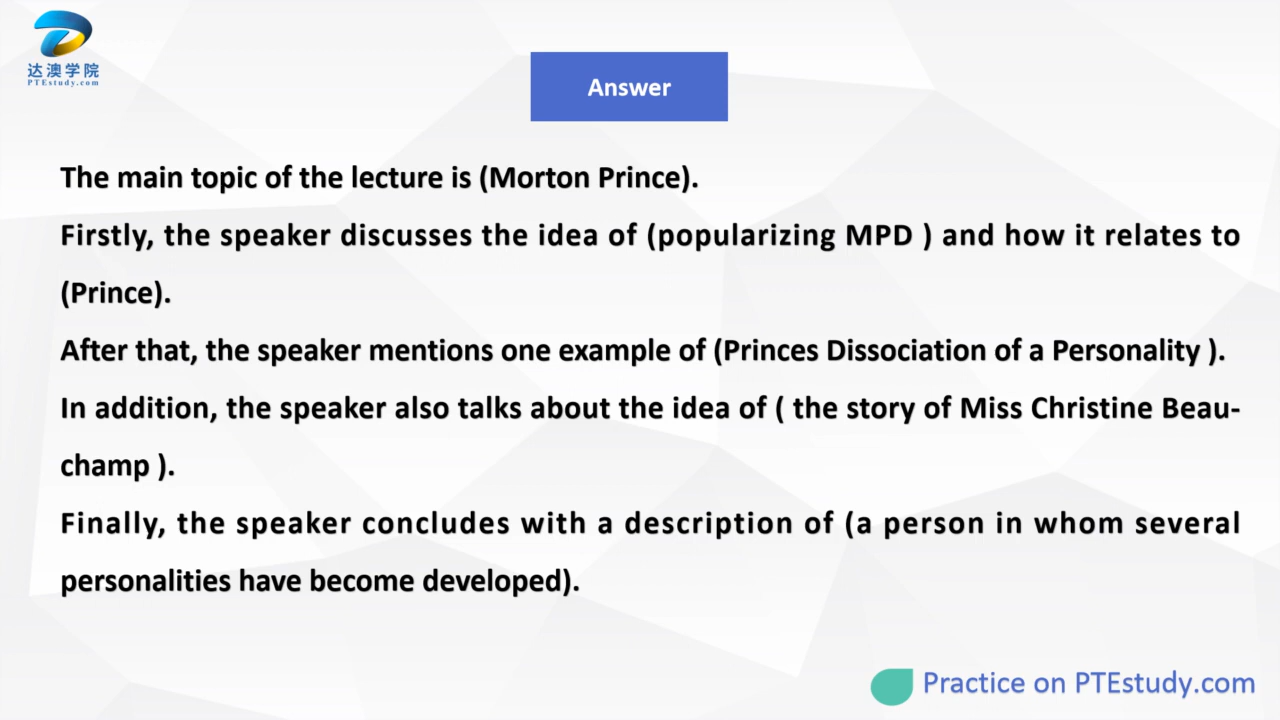 达澳学院
PTEstudy.com
Answer
The main topic of the lecture is (Morton Prince).
Firstly, the speaker discusses the idea of (popularizing MPD ) and how it relates to
(Prince).
After that, the speaker mentions one example of (Princes Dissociation of a Personality ).
In addition, the speaker also talks about the idea of ( the story of Miss Christine Beau-
champ ).
Finally, the speaker concludes with a description of (a person in whom several
personalities have become developed).
Practice on PTEstudy.com